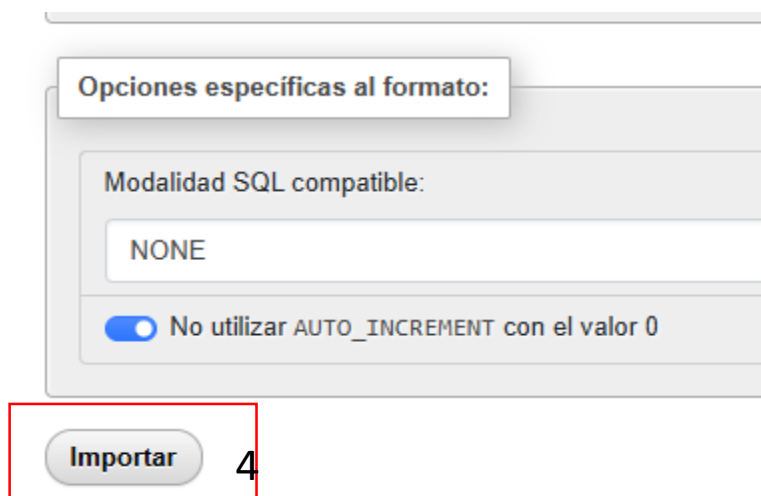 Opciones específicas al formato:
Modalidad SQL compatible:
NONE
No utilizar AUTO_INCREMENT con el valor 0
Importar 4